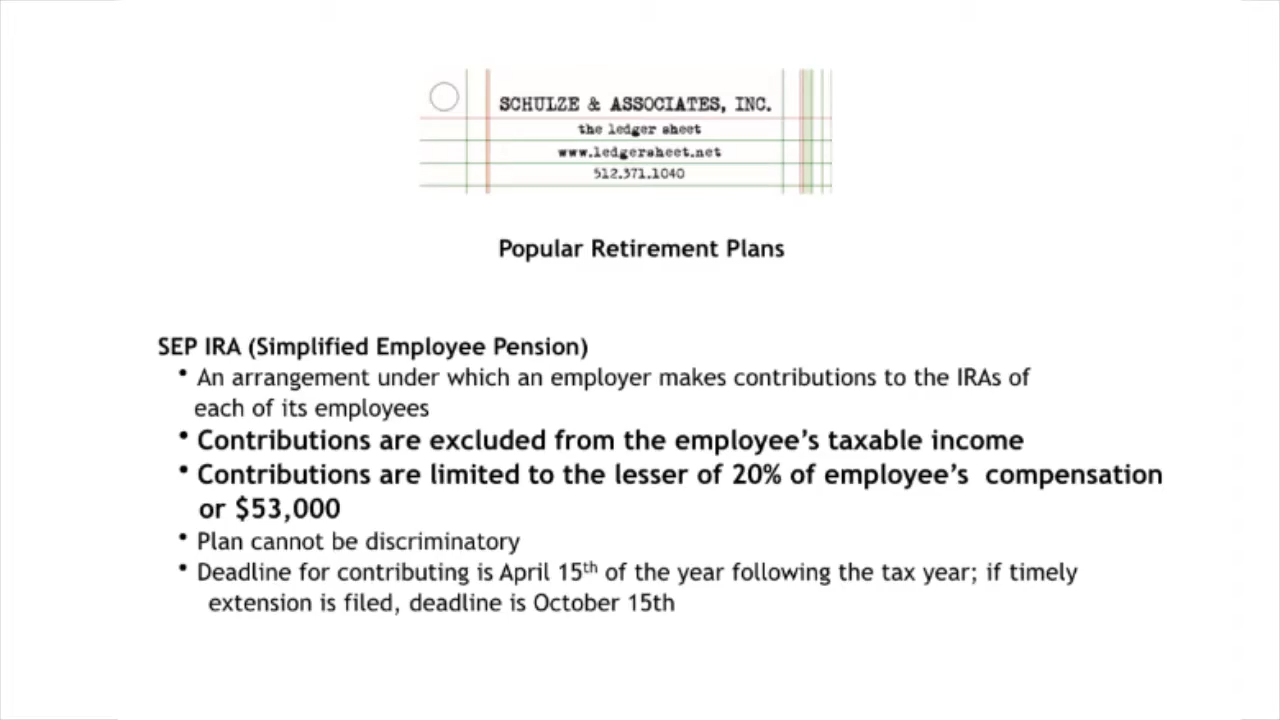 SCHULZE & ASSOCIATES, INC.
the ledger sheet
www.ledgersheet.net
512.371.1040
Popular Retirement Plans
SEP IRA (Simplified Employee Pension)
• An arrangement under which an employer makes contributions to the IRAs of
each of its employees
• Contributions are excluded from the employee’s taxable income
• Contributions are limited to the lesser of 20% of employee’s  compensation
or $53,000
• Plan cannot be discriminatory
• Deadline for contributing is April 15th of the year following the tax year; if timely
extension is filed, deadline is October 15th